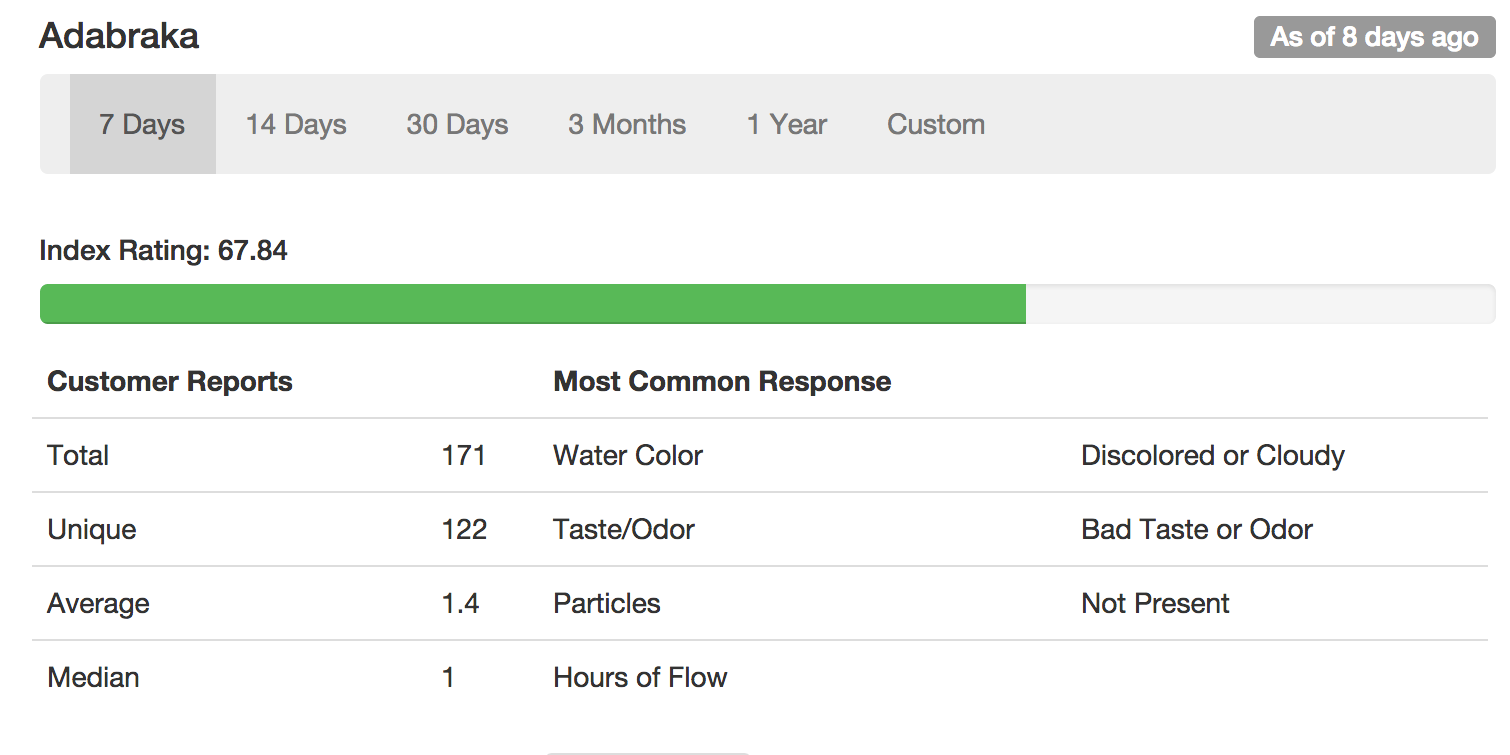 Adabraka As of 8 days ago
7 Days 14 Days 30 Days 3 Months 1 Year Custom
Index Rating: 67.84
Customer Reports Most Common Response
Total 171 Water Color Discolored or Cloudy
Unique 122 Taste/Odor Bad Taste or Odor
Average 1.4 Particles Not Present
Median 1 Hours of Flow